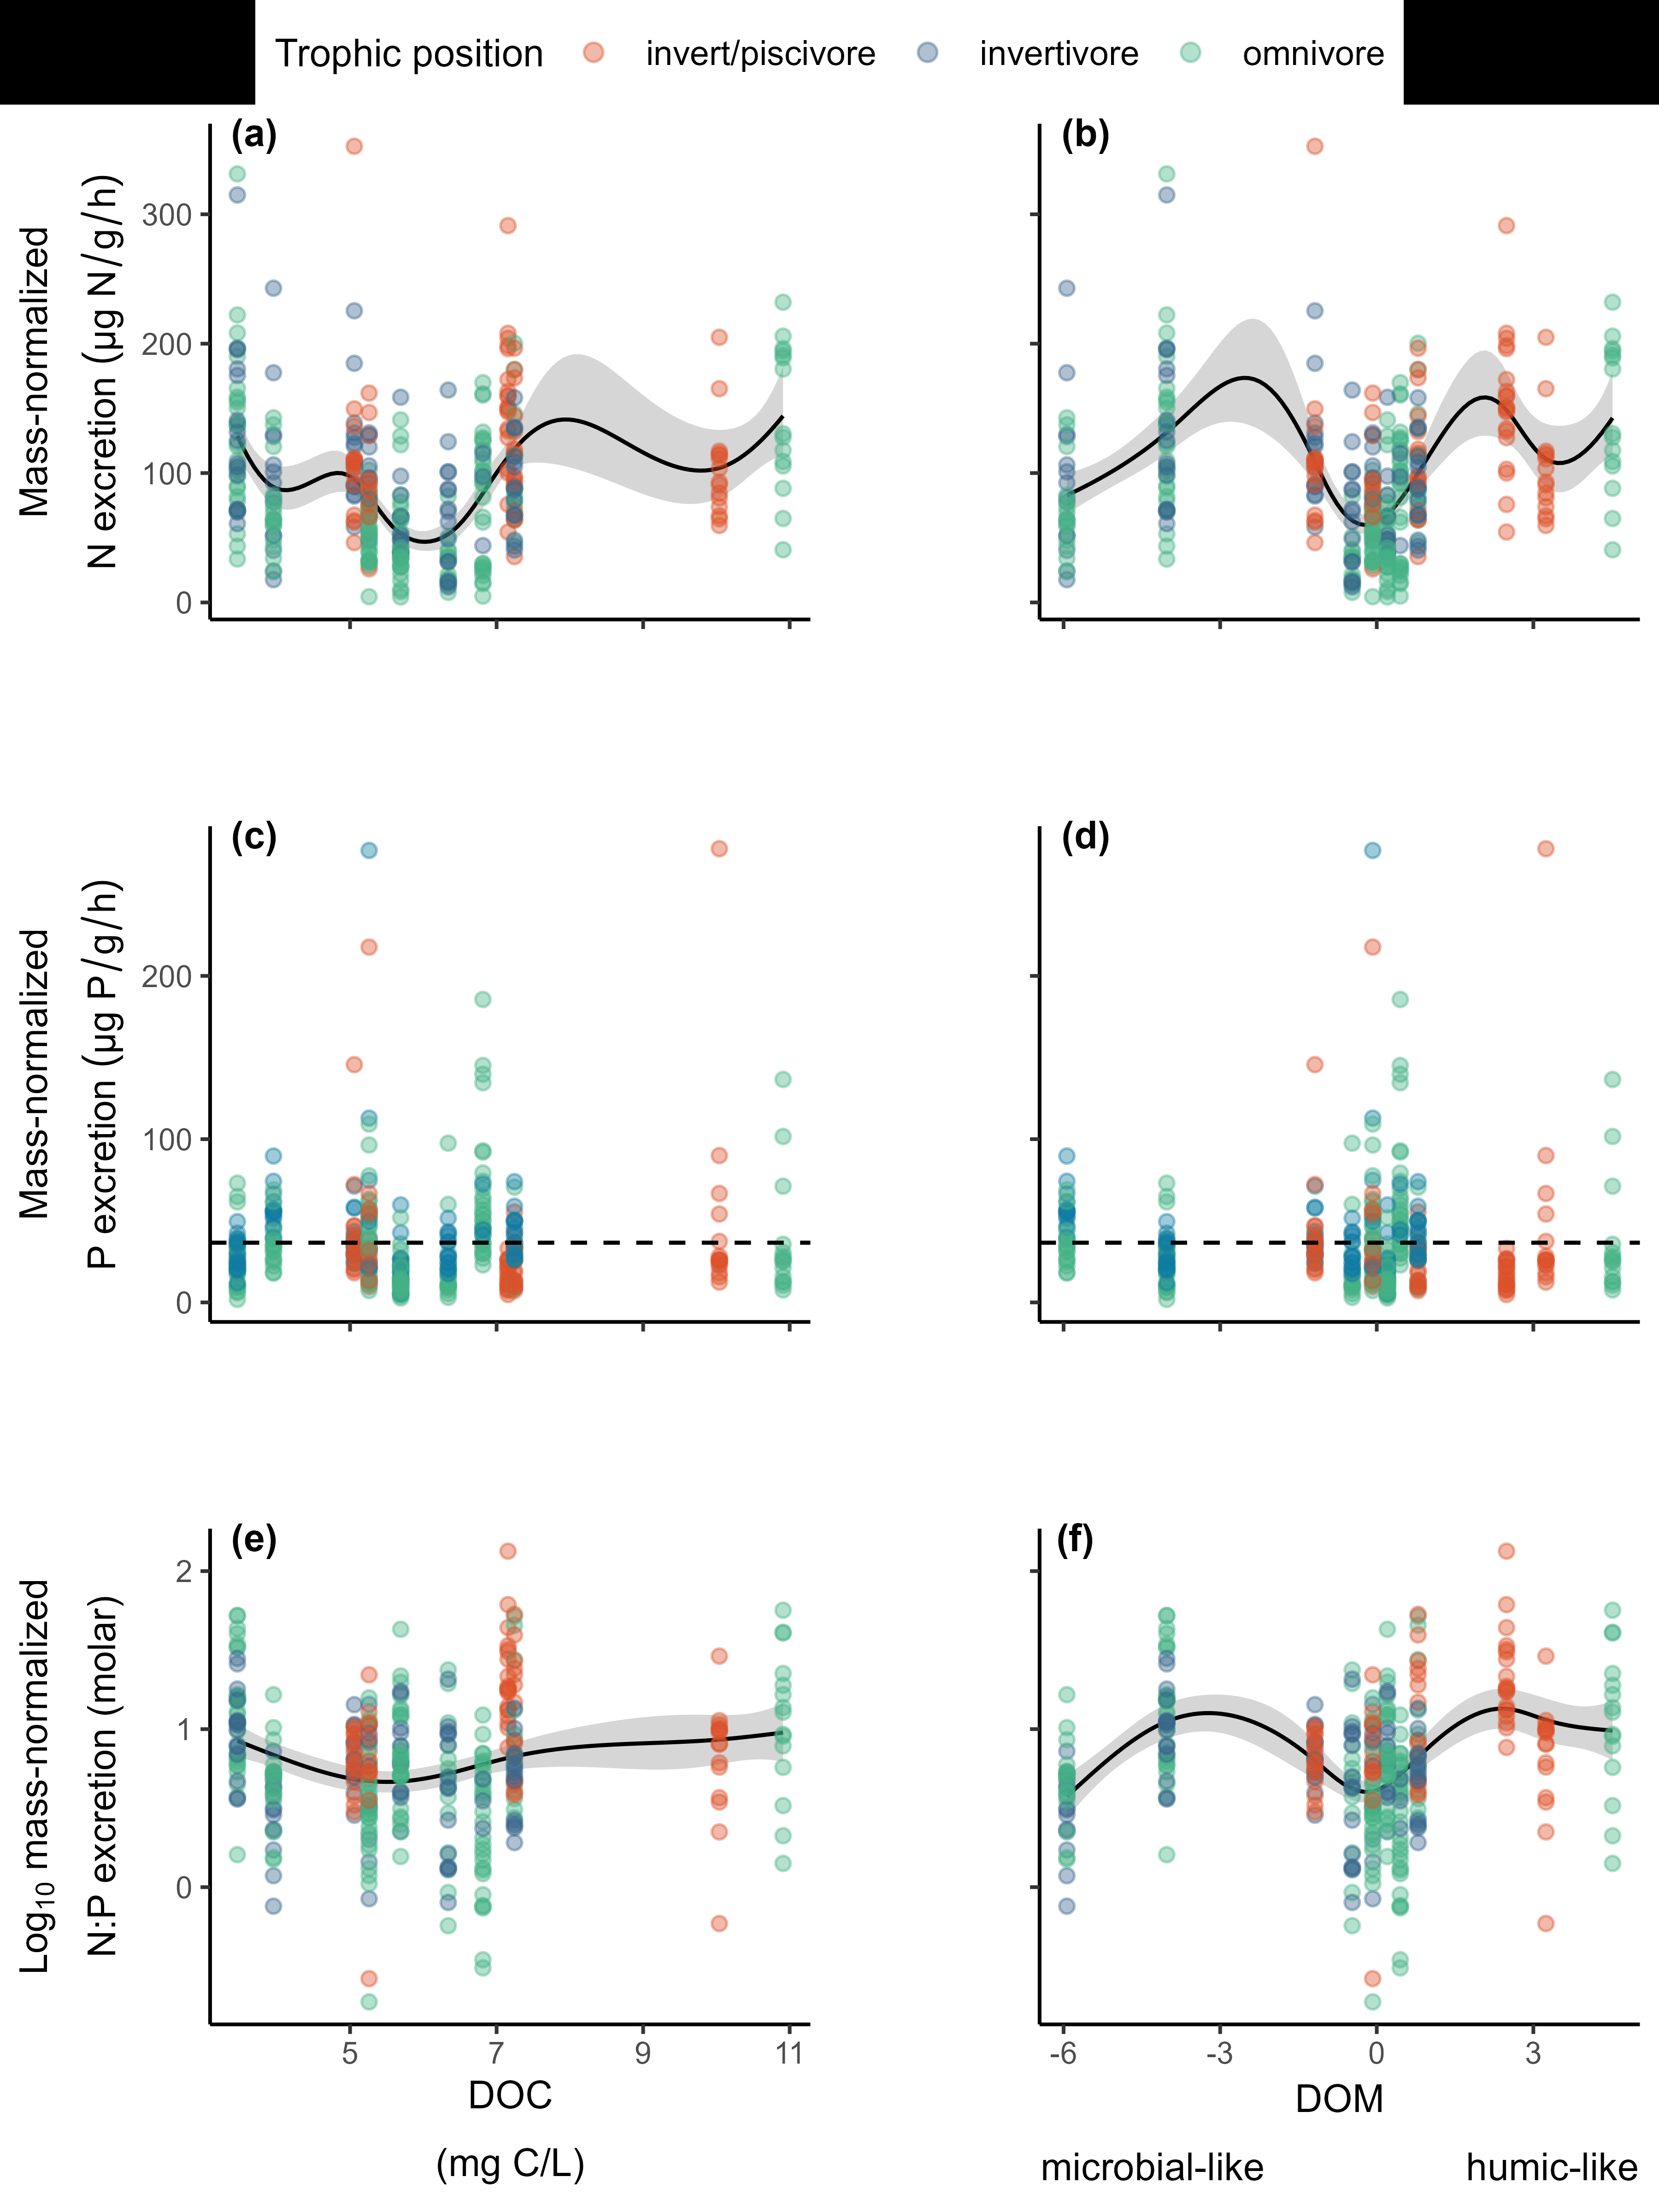 Trophic position invert/piscivore invertivore omnivore
(a)
(b)
Mass-normalized
N excretion (µg N/g/h)
300
200
100
0
(c)
(d)
Mass-normalized
P excretion (µg P/g/h)
200
100
0
(e)
(f)
Log10 mass-normalized
N:P excretion (molar)
2
1
0
5 7 9 11
-6 -3 0 3
DOC
(mg C/L)
DOM
microbial-like humic-like